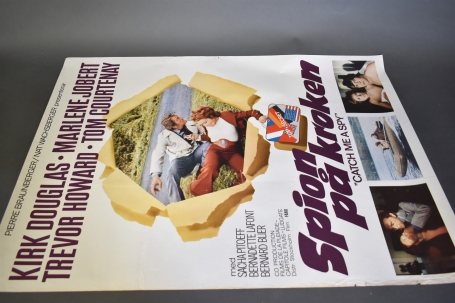 PIERRE BRAUNBERGER/NAT WACHSBERGER presenterar
KIRK DOUGLAS • MARLENE JOBERT
TREVOR HOWARD • TOM COURTENAY
med
SACHA PITOEFF
BERNADETTE LAFONT
BERNARD BLIER
Spion
på kroken
"CATCH ME A SPY"